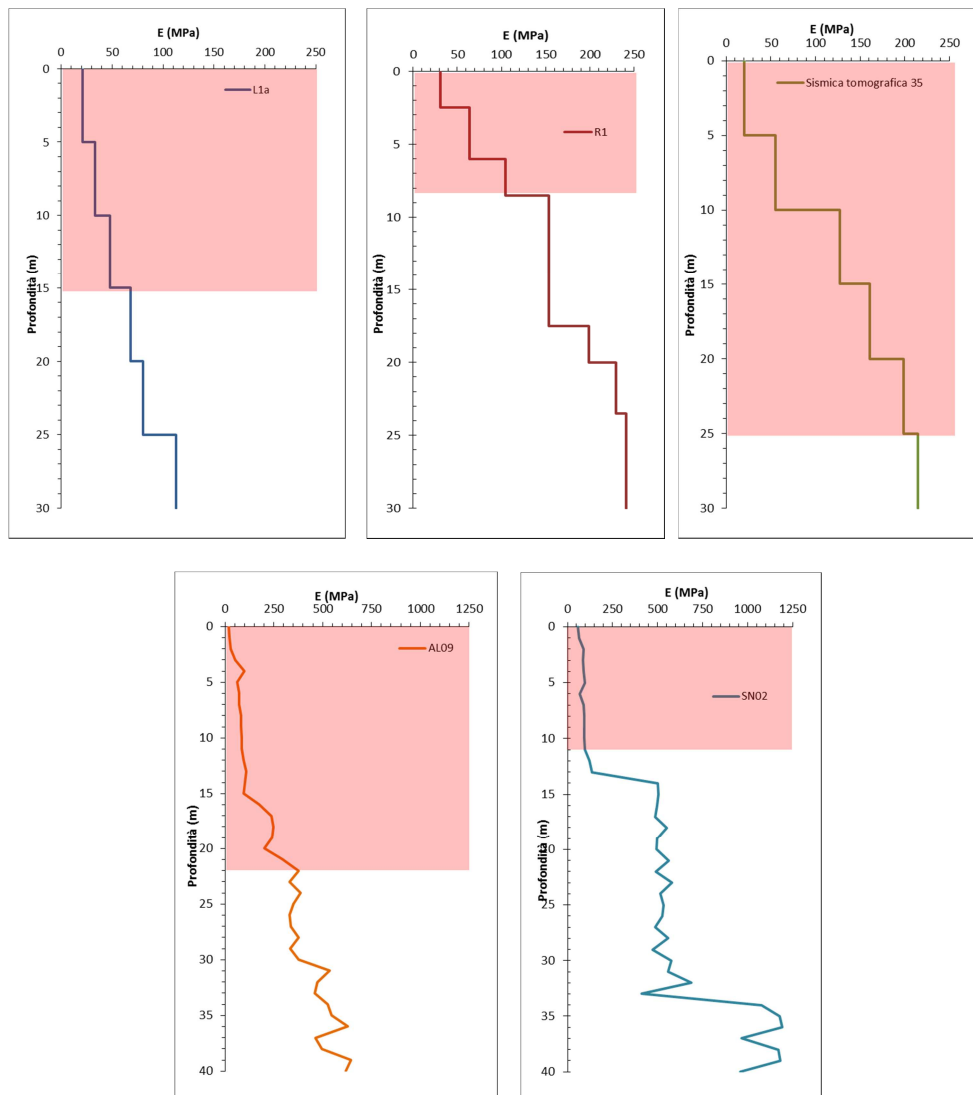 E (MPa)
0 50 100 150 200 250
0
5
10
15
20
25
30
Profondità (m)
L1a
E (MPa)
0 50 100 150 200 250
0
5
10
15
20
25
30
Profondità (m)
R1
E (MPa)
0 50 100 150 200 250
0
5
10
15
20
25
30
Profondità (m)
Sismica tomografica 35
E (MPa)
0 250 500 750 1000 1250
0
5
10
15
20
25
30
35
40
Profondità (m)
AL09
E (MPa)
0 250 500 750 1000 1250
0
5
10
15
20
25
30
35
40
Profondità (m)
SN02